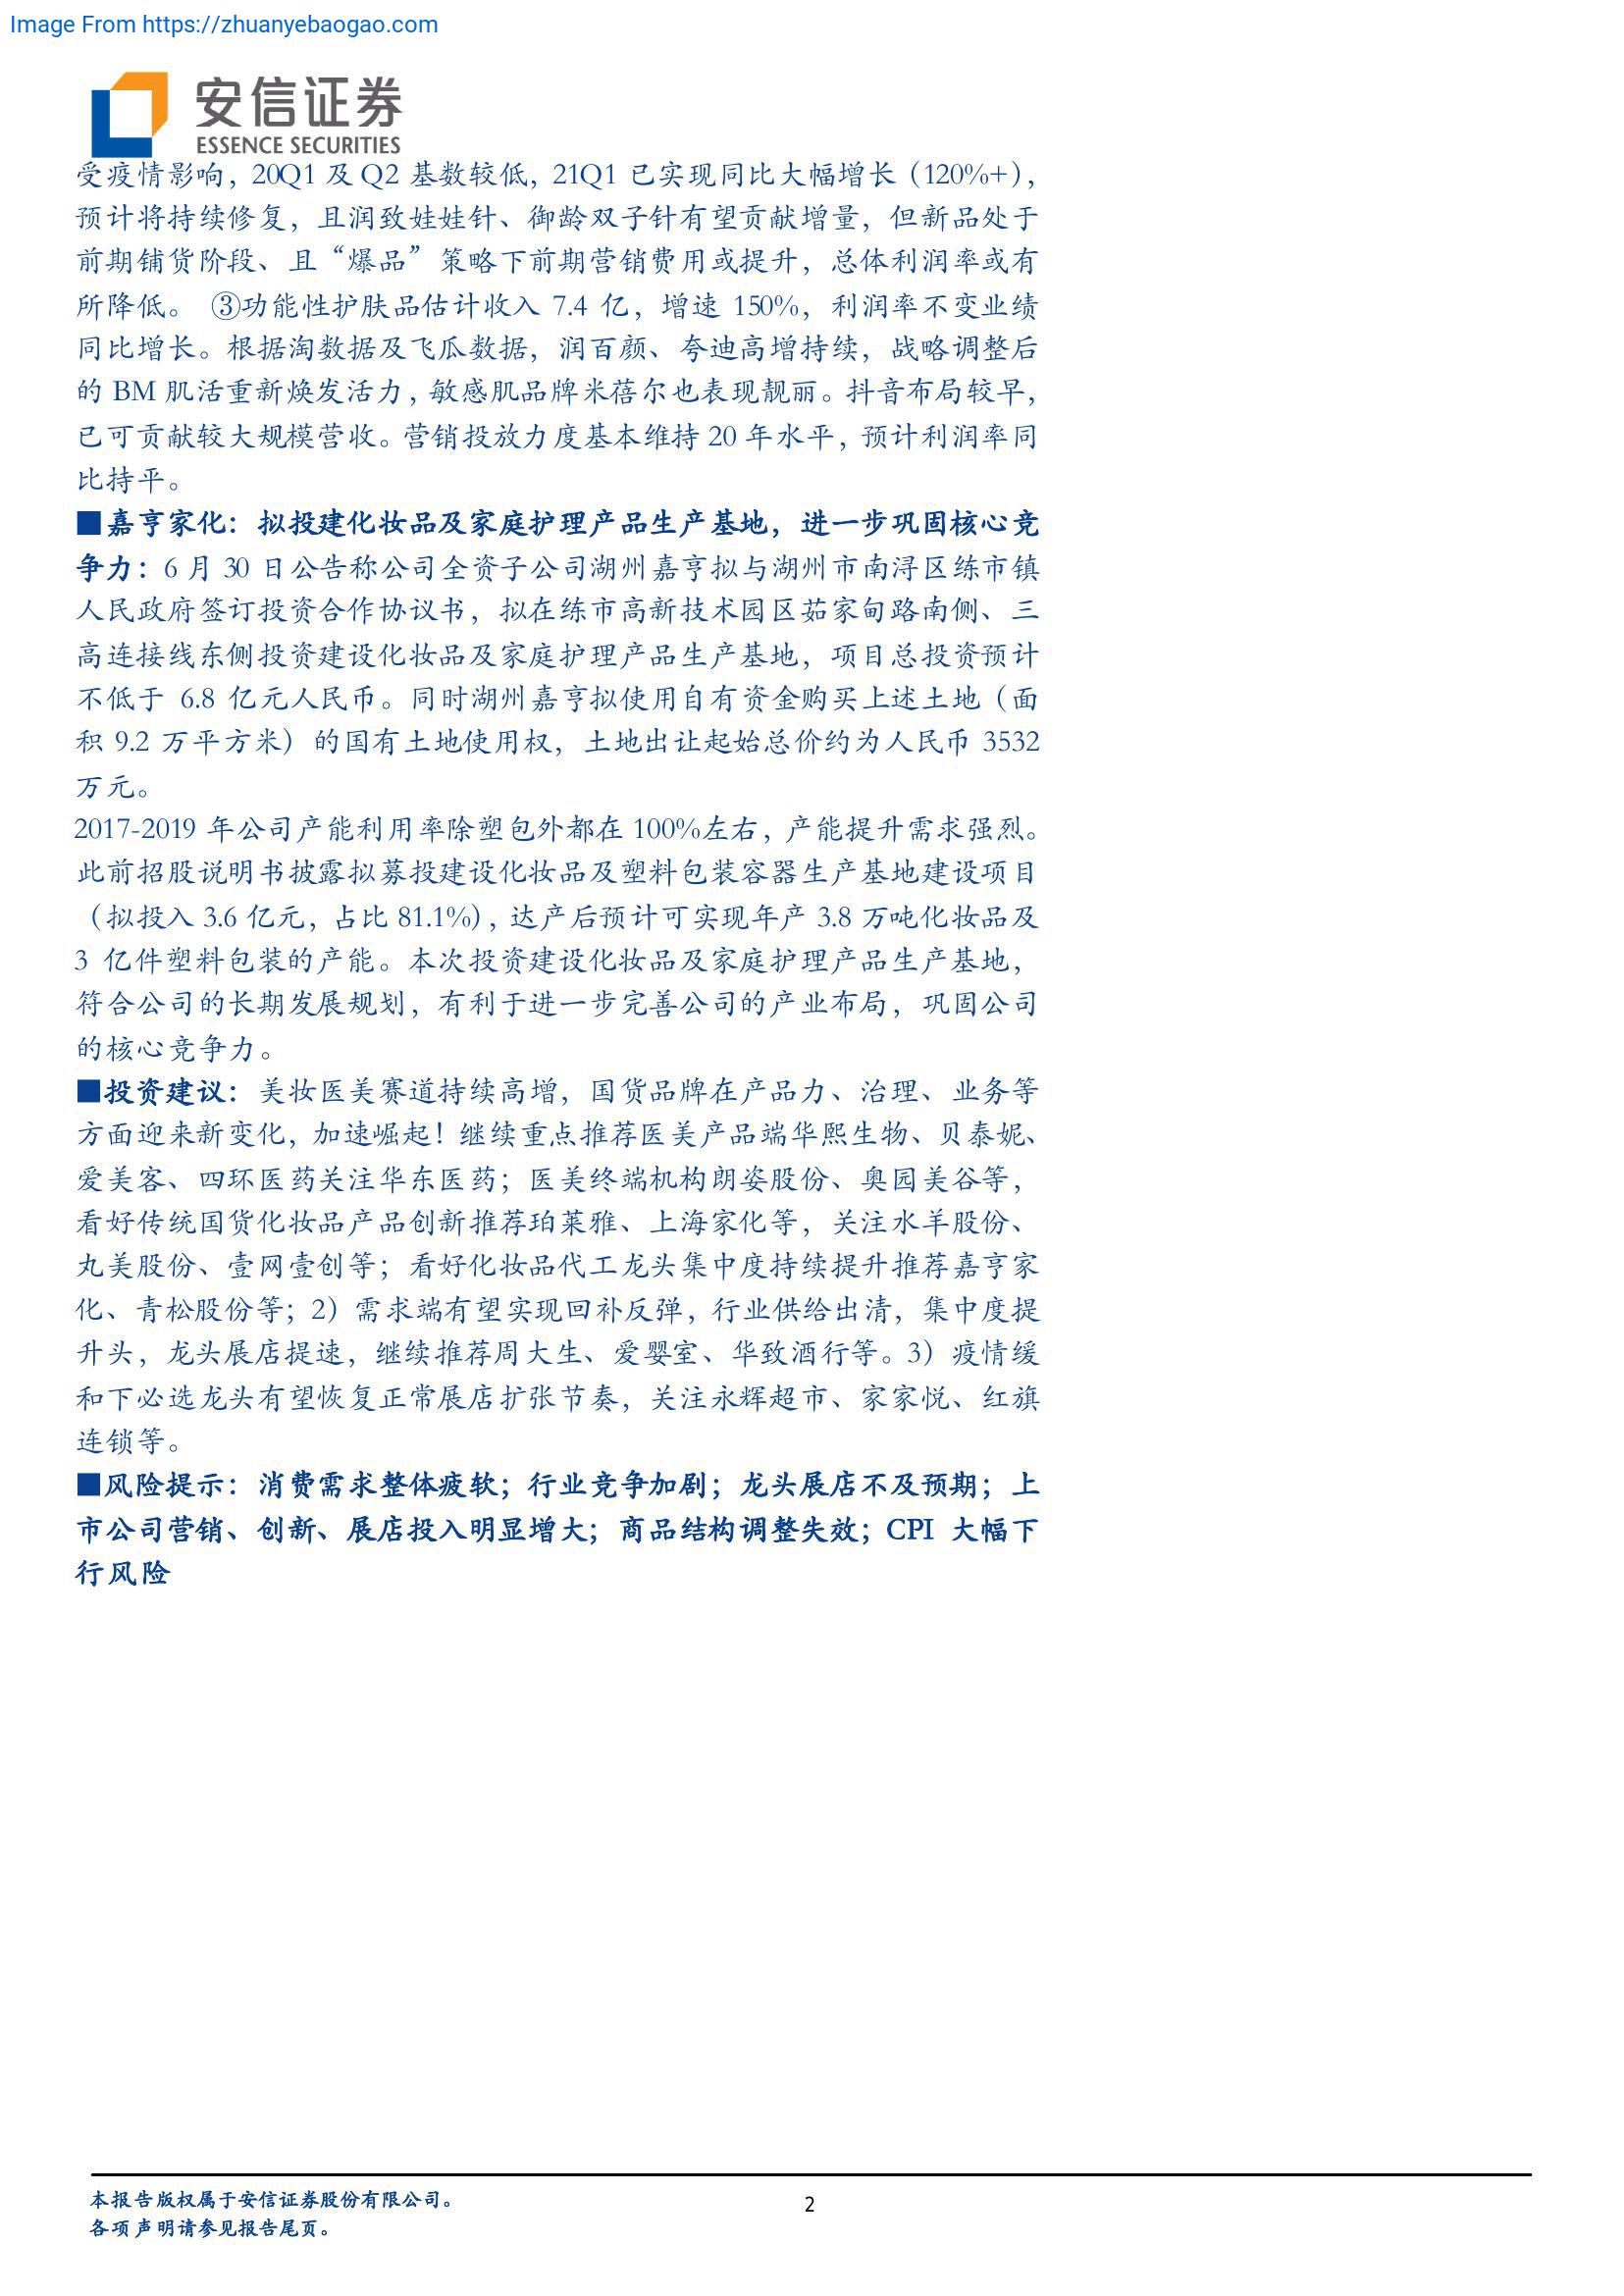 Image From https://zhuanyebaogao.com
安信证券
ESSENCE SECURITIES
受疫情影响，20Q1 及 Q2 基数较低，21Q1 已实现同比大幅增长（120%+），
预计将持续修复，且润致娃娃针、御龄双子针有望贡献增量，但新品处于
前期铺货阶段、且“爆品”策略下前期营销费用或提升，总体利润率或有
所降低。 ③功能性护肤品估计收入 7.4 亿，增速 150%，利润率不变业绩
同比增长。根据淘数据及飞瓜数据，润百颜、夸迪高增持续，战略调整后
的 BM 肌活重新焕发活力，敏感肌品牌米蓓尔也表现靓丽。抖音布局较早，
已可贡献较大规模营收。营销投放力度基本维持 20 年水平，预计利润率同
比持平。
■嘉亨家化：拟投建化妆品及家庭护理产品生产基地，进一步巩固核心竞
争力：6 月 30 日公告称公司全资子公司湖州嘉亨拟与湖州市南浔区练市镇
人民政府签订投资合作协议书，拟在练市高新技术园区茹家甸路南侧、三
高连接线东侧投资建设化妆品及家庭护理产品生产基地，项目总投资预计
不低于 6.8 亿元人民币。同时湖州嘉亨拟使用自有资金购买上述土地（面
积 9.2 万平方米）的国有土地使用权，土地出让起始总价约为人民币 3532
万元。
2017-2019 年公司产能利用率除塑包外都在 100%左右，产能提升需求强烈。
此前招股说明书披露拟募投建设化妆品及塑料包装容器生产基地建设项目
（拟投入 3.6 亿元，占比 81.1%），达产后预计可实现年产 3.8 万吨化妆品及
3 亿件塑料包装的产能。本次投资建设化妆品及家庭护理产品生产基地，
符合公司的长期发展规划，有利于进一步完善公司的产业布局，巩固公司
的核心竞争力。
■投资建议：美妆医美赛道持续高增，国货品牌在产品力、治理、业务等
方面迎来新变化，加速崛起！继续重点推荐医美产品端华熙生物、贝泰妮、
爱美客、四环医药关注华东医药；医美终端机构朗姿股份、奥园美谷等，
看好传统国货化妆品产品创新推荐珀莱雅、上海家化等，关注水羊股份、
丸美股份、壹网壹创等；看好化妆品代工龙头集中度持续提升推荐嘉亨家
化、青松股份等；2）需求端有望实现回补反弹，行业供给出清，集中度提
升头，龙头展店提速，继续推荐周大生、爱婴室、华致酒行等。3）疫情缓
和下必选龙头有望恢复正常展店扩张节奏，关注永辉超市、家家悦、红旗
连锁等。
■风险提示：消费需求整体疲软；行业竞争加剧；龙头展店不及预期；上
市公司营销、创新、展店投入明显增大；商品结构调整失效；CPI 大幅下
行风险
本报告版权属于安信证券股份有限公司。
各项声明请参见报告尾页。
2